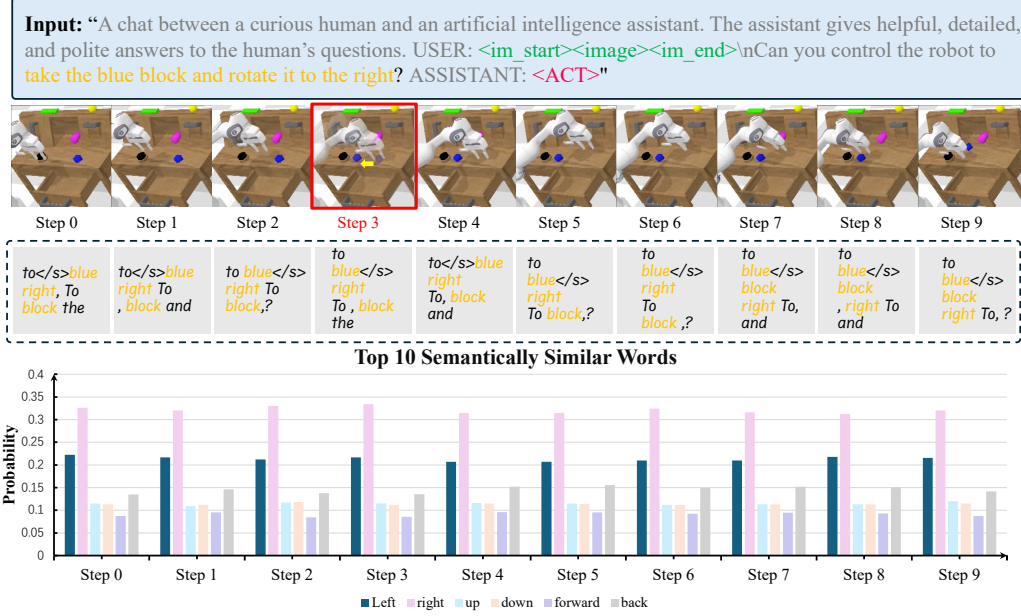 Input: “A chat between a curious human and an artificial intelligence assistant. The assistant gives helpful, detailed,
and polite answers to the human’s questions. USER: <im_start><image><im_end>\nCan you control the robot to
take the blue block and rotate it to the right? ASSISTANT: <ACT>"
Step 0 Step 1 Step 2 Step 3 Step 4 Step 5 Step 6 Step 7 Step 8 Step 9
to</s>blue
right, To
block the
to</s>blue
right To
, block and
to blue</s>
right To
block,?
to
blue</s>
right
To , block
the
to</s>blue
right
To, block
and
to
blue</s>
right
To block,?
to
blue</s>
right
To
block ,?
to
blue</s>
block
right To,
and
to
blue</s>
block
, right To
and
to
blue</s>
block
right To, ?
Top 10 Semantically Similar Words
Probability
0.4
0.35
0.3
0.25
0.2
0.15
0.1
0.05
0
Step 0 Step 1 Step 2 Step 3 Step 4 Step 5 Step 6 Step 7 Step 8 Step 9
Left right up down forward back